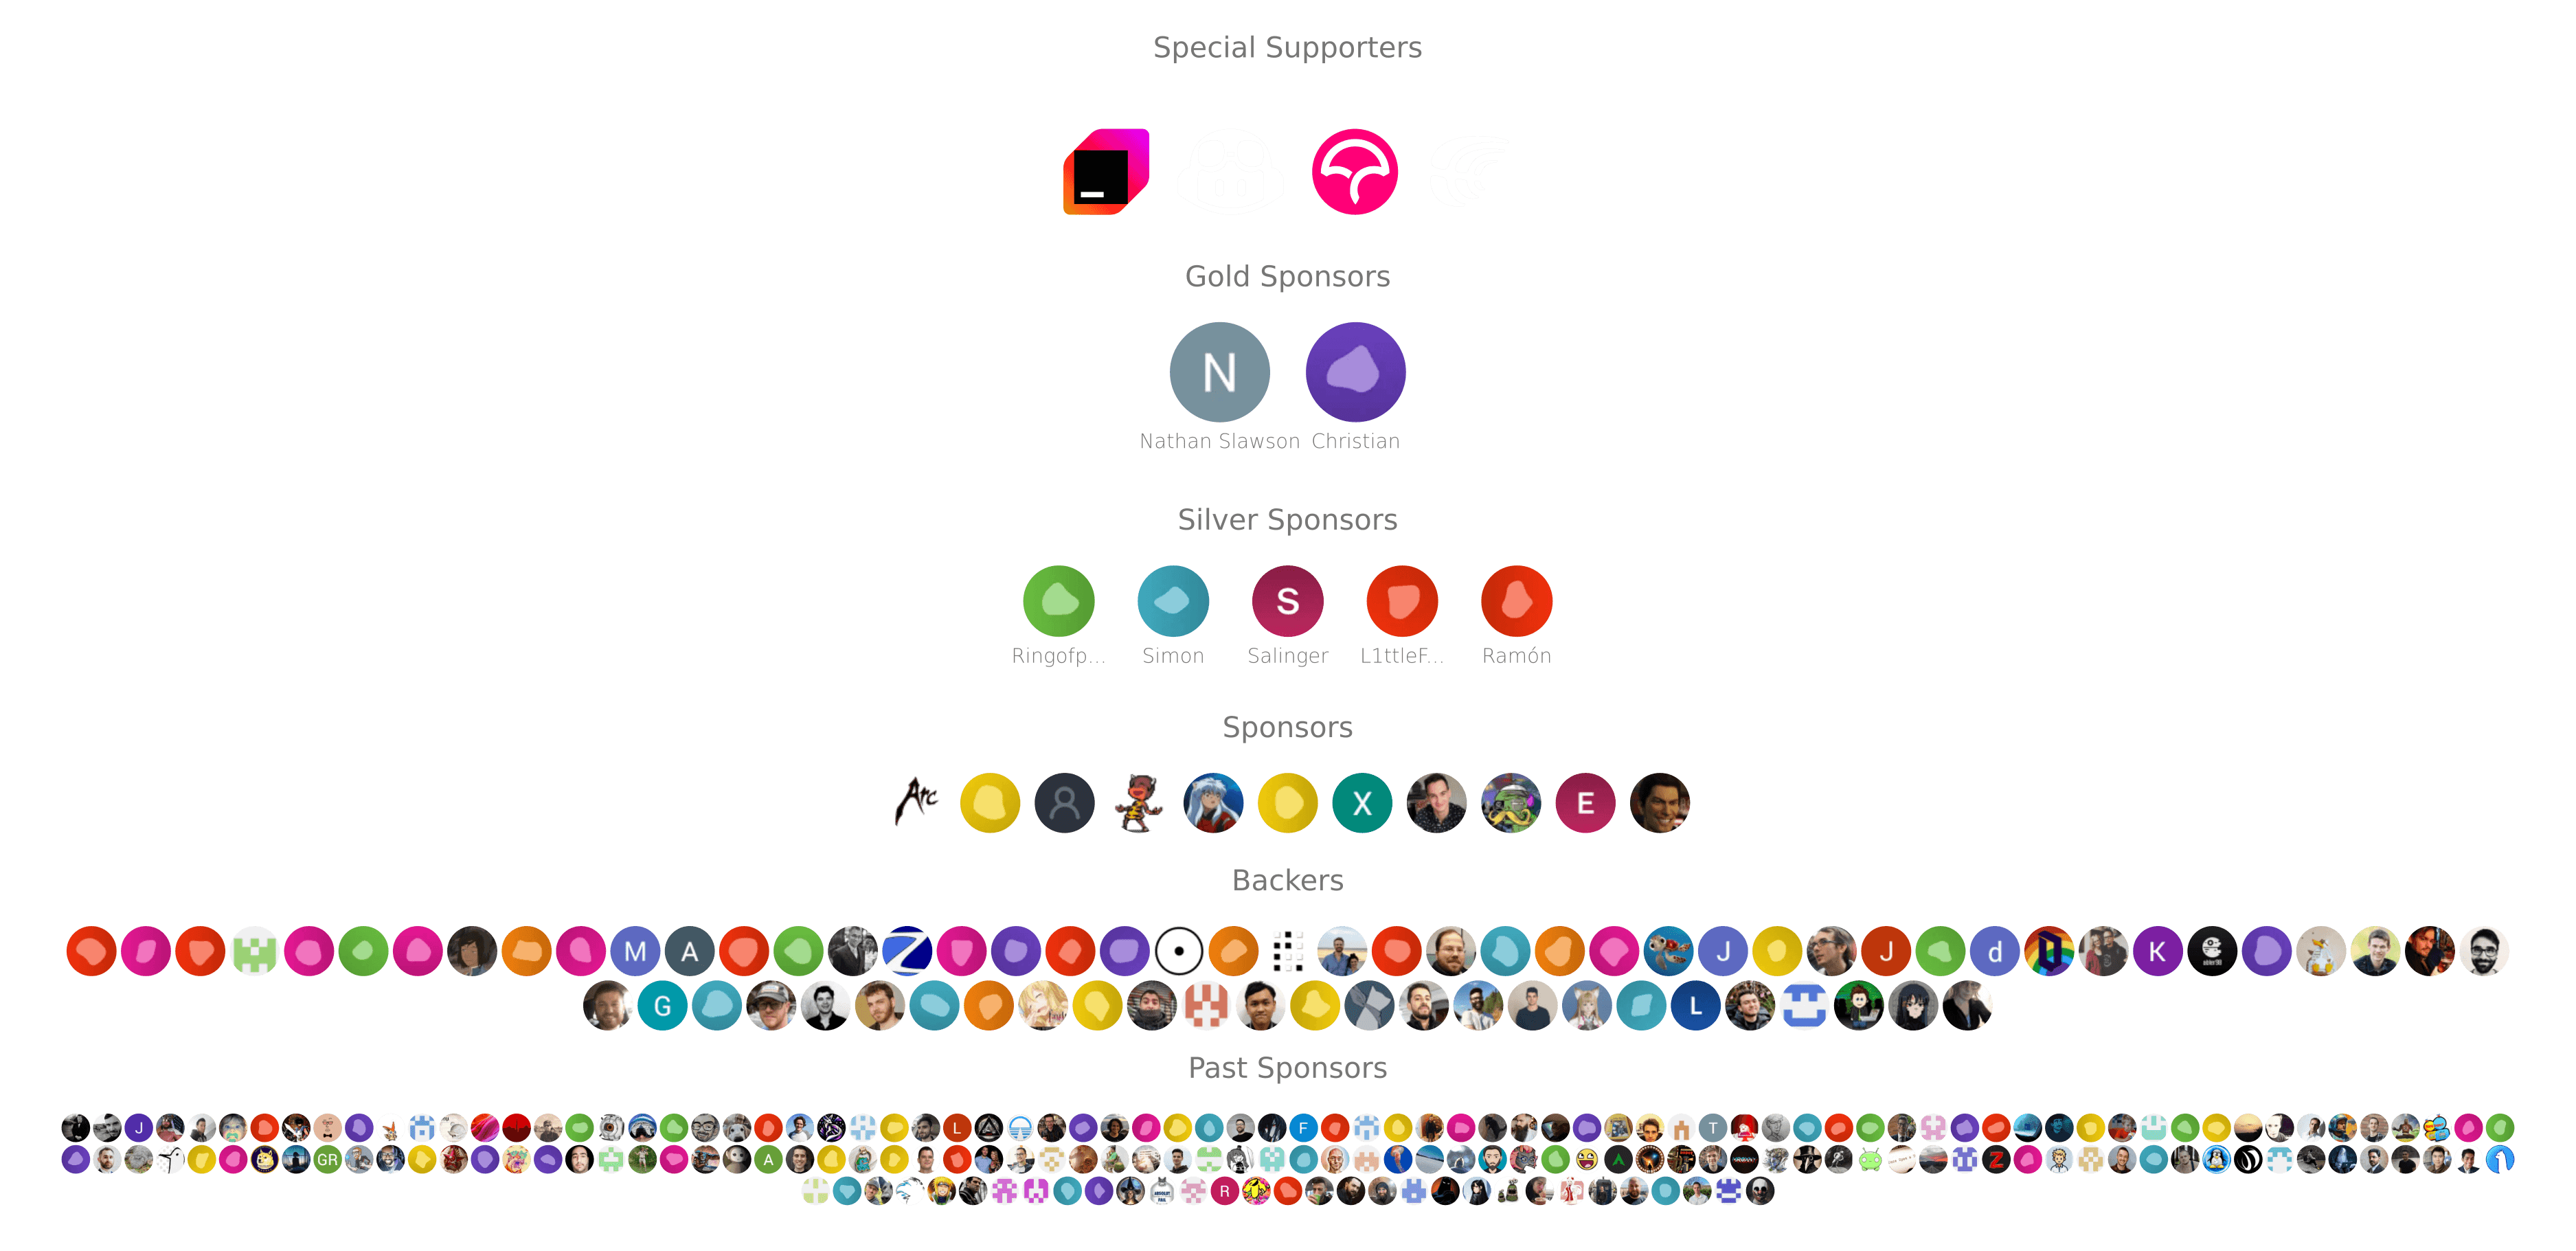 Special Supporters
Gold Sponsors
N
Nathan Slawson Christian
Silver Sponsors
S
Ringofp... Simon Salinger L1ttleF... Ramón
Sponsors
Arc X E
Backers
M A J J d K
G L
Past Sponsors
J L F T
GR A Z
R